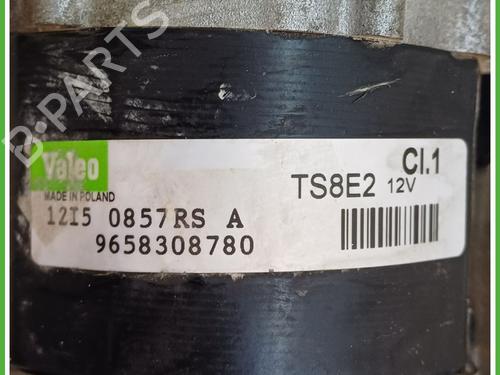 B-PARTS
Valeo
MADE IN POLAND
12I5 0857RS A
9658308780
TS8E2 12V
Cl.1